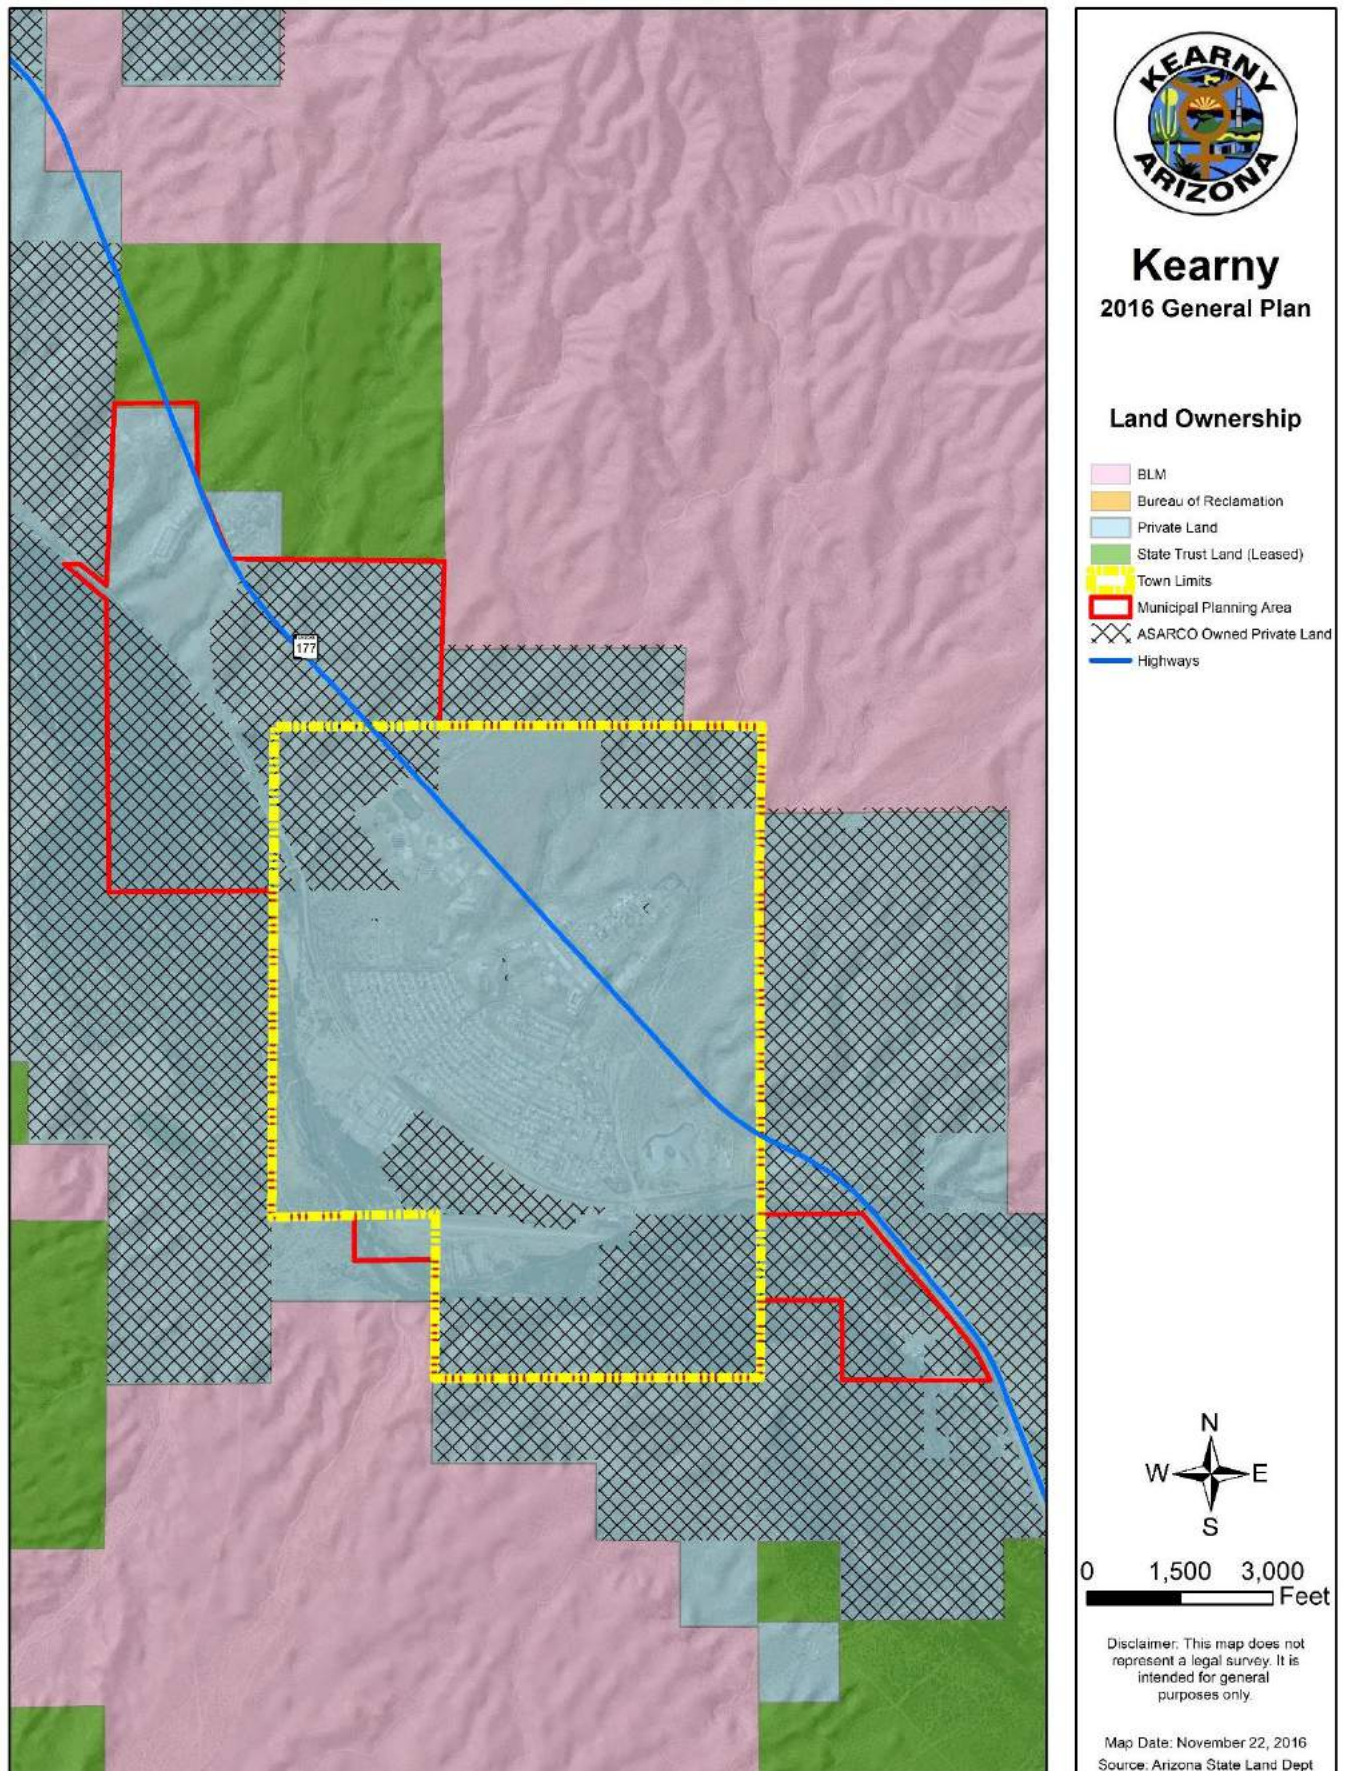 KEARNY
ARIZONA
Kearny
2016 General Plan
Land Ownership
BLM
Bureau of Reclamation
Private Land
State Trust Land (Leased)
Town Limits
Municipal Planning Area
ASARCO Owned Private Land
Highways
177
N
W E
S
0 1,500 3,000
Feet
Disclaimer: This map does not
represent a legal survey. It is
intended for general
purposes only.
Map Date: November 22, 2016
Source: Arizona State Land Dept